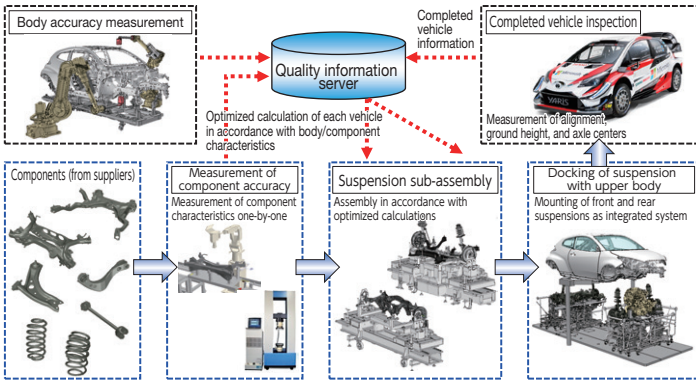 Body accuracy measurement
Completed
vehicle
information
Completed vehicle inspection
Quality information
server
YARIS
Measurement of alignment,
ground height, and axle centers
Optimized calculation of each vehicle
in accordance with body/component
characteristics
Components (from suppliers)
Measurement of
component accuracy
Measurement of component
characteristics one-by-one
Suspension sub-assembly
Assembly in accordance with
optimized calculations
Docking of suspension
with upper body
Mounting of front and rear
suspensions as integrated system